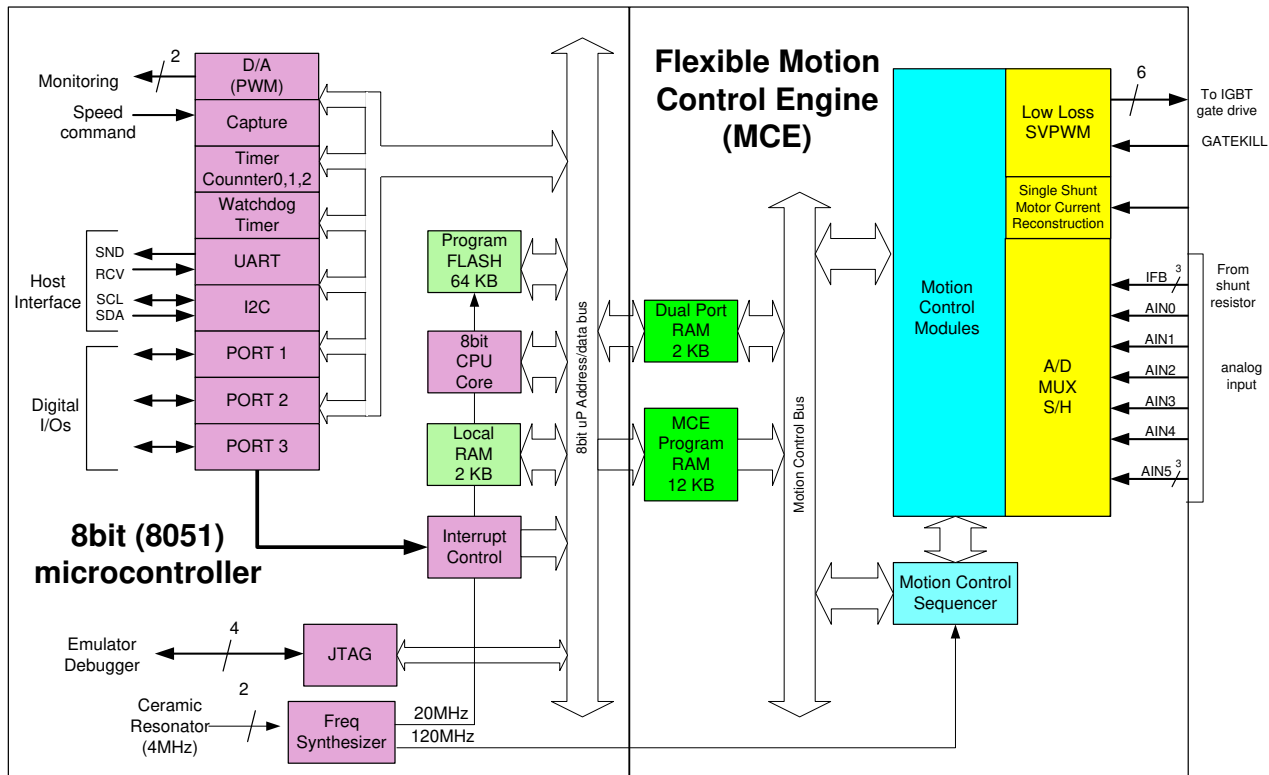 2
D/A
(PWM)
Monitoring
Speed
command
Capture
Timer
Counnter0,1,2
Watchdog
Timer
SND
RCV
UART
Host
Interface
SCL
SDA
I2C
PORT 1
Digital
I/Os
PORT 2
PORT 3
Program
FLASH
64 KB
8bit
CPU
Core
Local
RAM
2 KB
Interrupt
Control
8bit (8051)
microcontroller
4
Emulator
Debugger
JTAG
2
Ceramic
Resonator
(4MHz)
Freq
Synthesizer
20MHz
120MHz
8bit uP Address/data bus
Flexible Motion
Control Engine
(MCE)
Dual Port
RAM
2 KB
MCE
Program
RAM
12 KB
Motion Control Bus
Motion
Control
Modules
Low Loss
SVPWM
6
To IGBT
gate drive
GATEKILL
Single Shunt
Motor Current
Reconstruction
A/D
MUX
S/H
IFB
3
From
shunt
resistor
AIN0
AIN1
AIN2
analog
input
AIN3
AIN4
AIN5
3
Motion Control
Sequencer